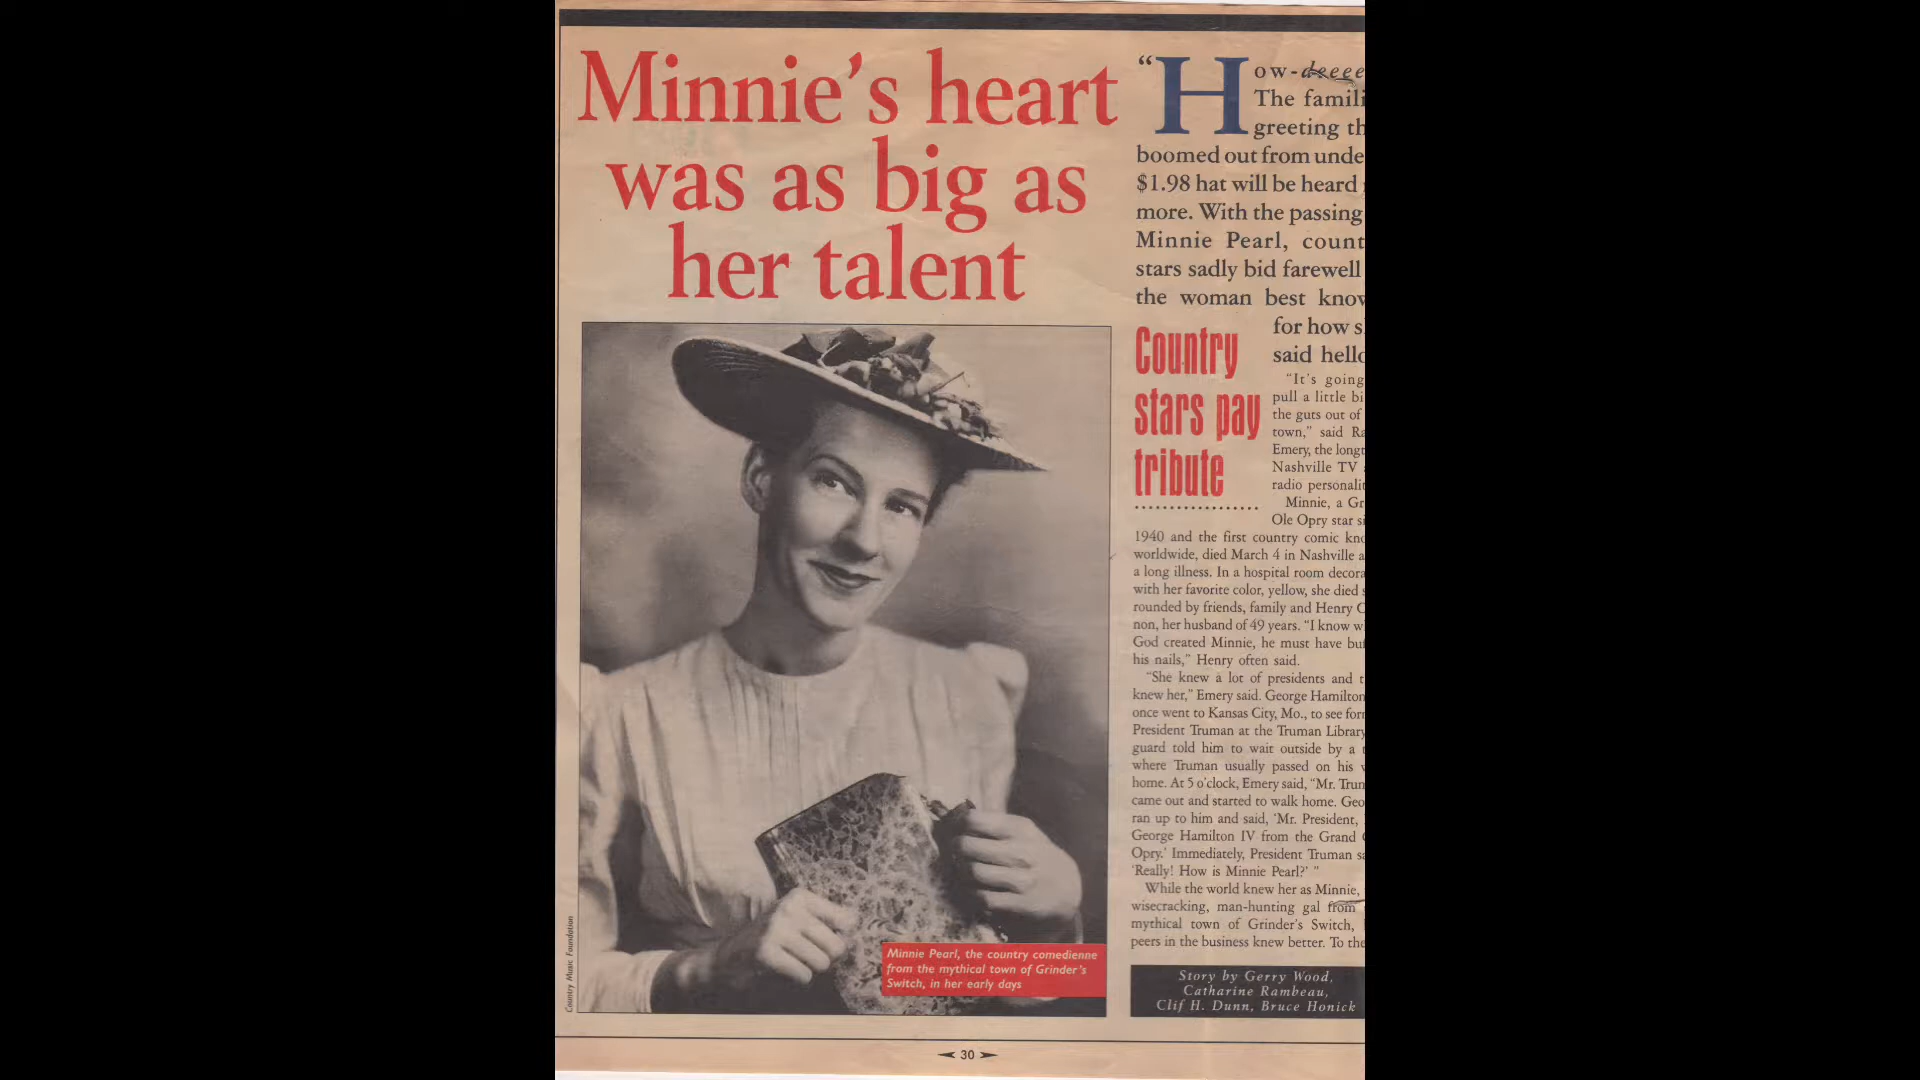 Minnie's heart
was as big as
her talent
"How-deeee
The famili
greeting th
boomed out from unde
$1.98 hat will be heard
more. With the passing
Minnie Pearl, count
stars sadly bid farewell
the woman best know
for how s
said hello
Country
stars pay
tribute
"It's going
pull a little bi
the guts out of
town," said Ra
Emery, the longt
Nashville TV
radio personalit
Minnie, a Gr
Ole Opry star si
1940 and the first country comic kno
worldwide, died March 4 in Nashville a
a long illness. In a hospital room decora
with her favorite color, yellow, she died s
rounded by friends, family and Henry C
non, her husband of 49 years. "I know w
God created Minnie, he must have bu
his nails," Henry often said.
"She knew a lot of presidents and t
knew her," Emery said. George Hamilton
once went to Kansas City, Mo., to see for
President Truman at the Truman Library
guard told him to wait outside by a
where Truman usually passed on his w
home. At 5 o'clock, Emery said, "Mr. Trum
came out and started to walk home. Geo
ran up to him and said, 'Mr. President,
George Hamilton IV from the Grand
Opry.' Immediately, President Truman sa
'Really! How is Minnie Pearl?' "
While the world knew her as Minnie,
wisecracking, man-hunting gal from
mythical town of Grinder's Switch,
peers in the business knew better. To the
Story by Gerry Wood,
Catharine Rambeau,
Clif H. Dunn, Bruce Honick
Minnie Pearl, the country comedienne
from the mythical town of Grinder's
Switch, in her early days
Country Music Foundation
30